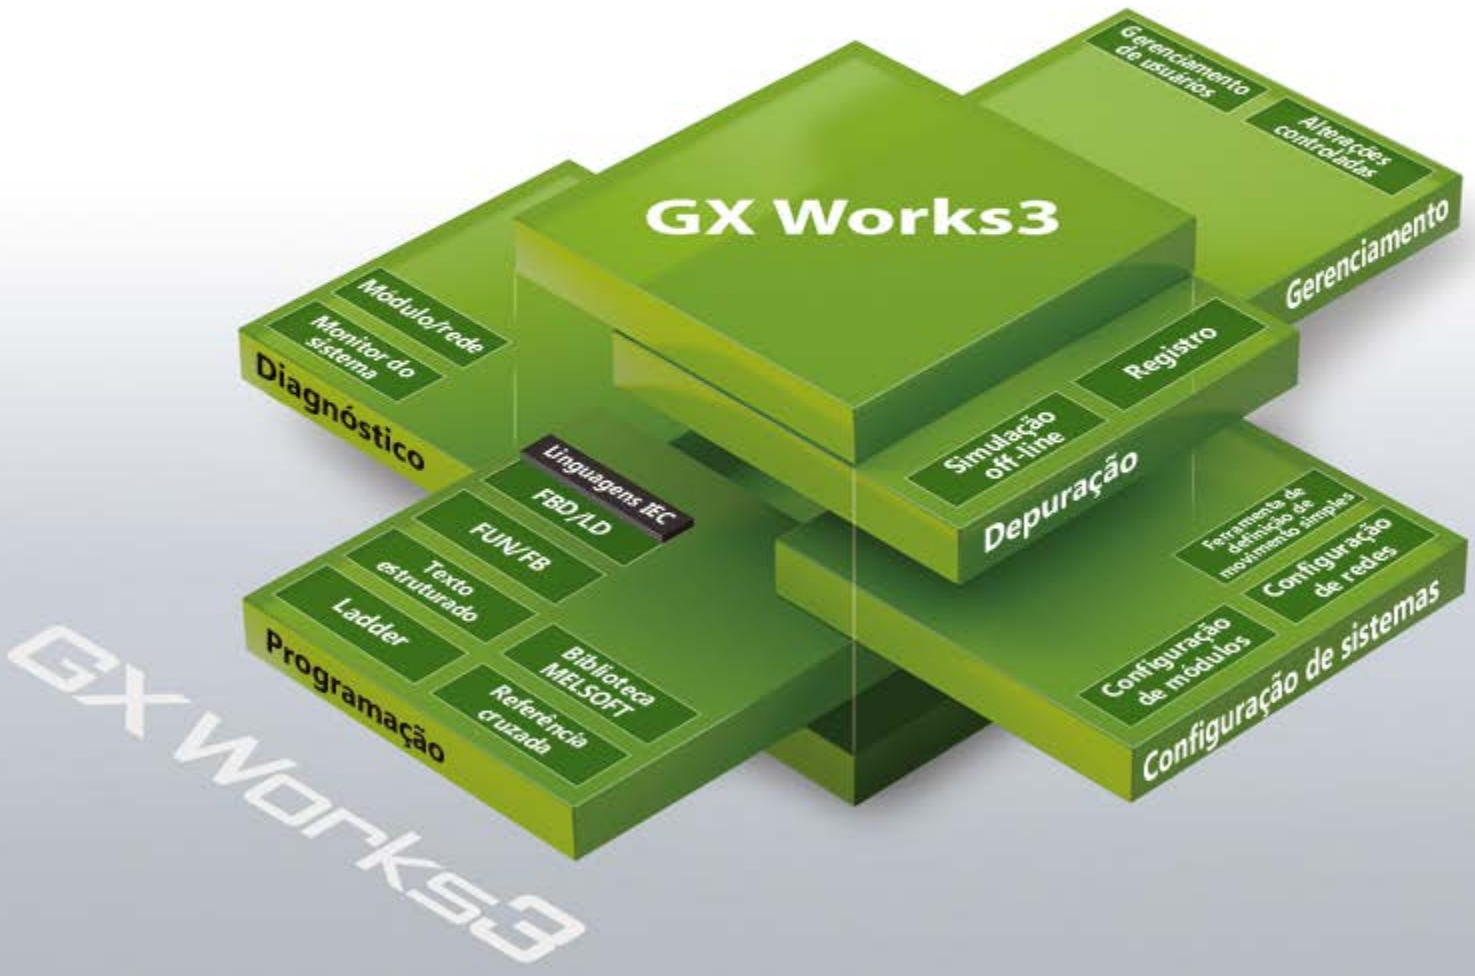 Gerenciamento
de usuários
Alterações
controladas
Gerenciamento
GX Works3
Módulo/rede
Monitor do
sistema
Diagnóstico
Registro
Simulação
off-line
Depuração
Linguagens IEC
FBD/LD
FUN/FB
Texto
estruturado
Ladder
Biblioteca
MELSOFT
Referência
cruzada
Programação
Ferramenta de
definição de
movimento simples
Configuração
de redes
Configuração
de módulos
Configuração de sistemas
GX Works3